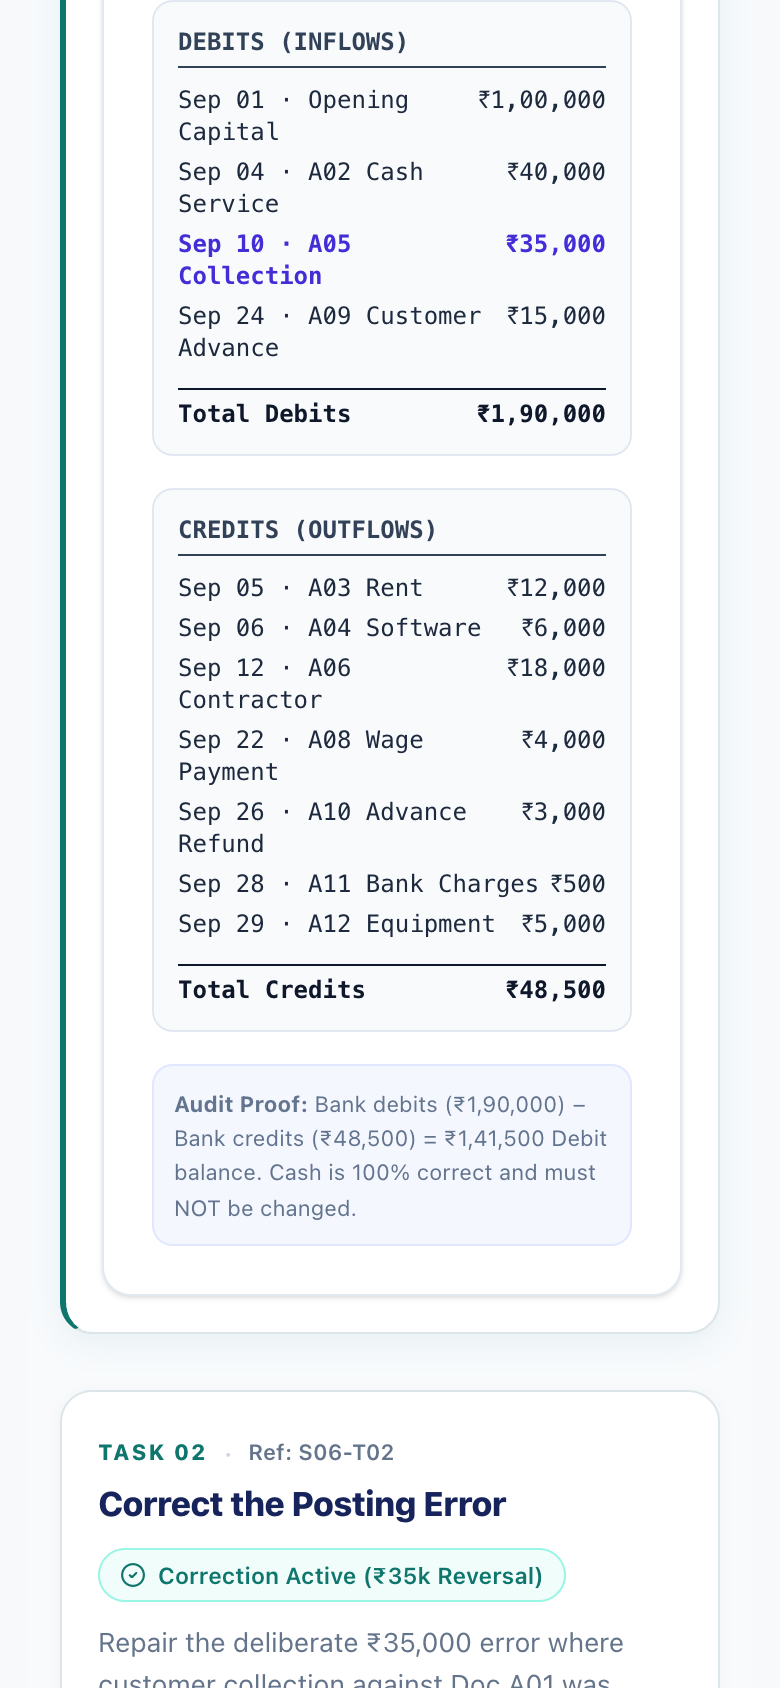 DEBITS (INFLOWS)
Sep 01 · Opening Capital ₹1,00,000
Sep 04 · A02 Cash Service ₹40,000
Sep 10 · A05 Collection ₹35,000
Sep 24 · A09 Customer Advance ₹15,000
Total Debits ₹1,90,000
CREDITS (OUTFLOWS)
Sep 05 · A03 Rent ₹12,000
Sep 06 · A04 Software ₹6,000
Sep 12 · A06 Contractor ₹18,000
Sep 22 · A08 Wage Payment ₹4,000
Sep 26 · A10 Advance Refund ₹3,000
Sep 28 · A11 Bank Charges ₹500
Sep 29 · A12 Equipment ₹5,000
Total Credits ₹48,500
Audit Proof: Bank debits (₹1,90,000) –
Bank credits (₹48,500) = ₹1,41,500 Debit
balance. Cash is 100% correct and must
NOT be changed.
TASK 02 · Ref: S06-T02
Correct the Posting Error
Correction Active (₹35k Reversal)
Repair the deliberate ₹35,000 error where
customer collection against Doc A01 was